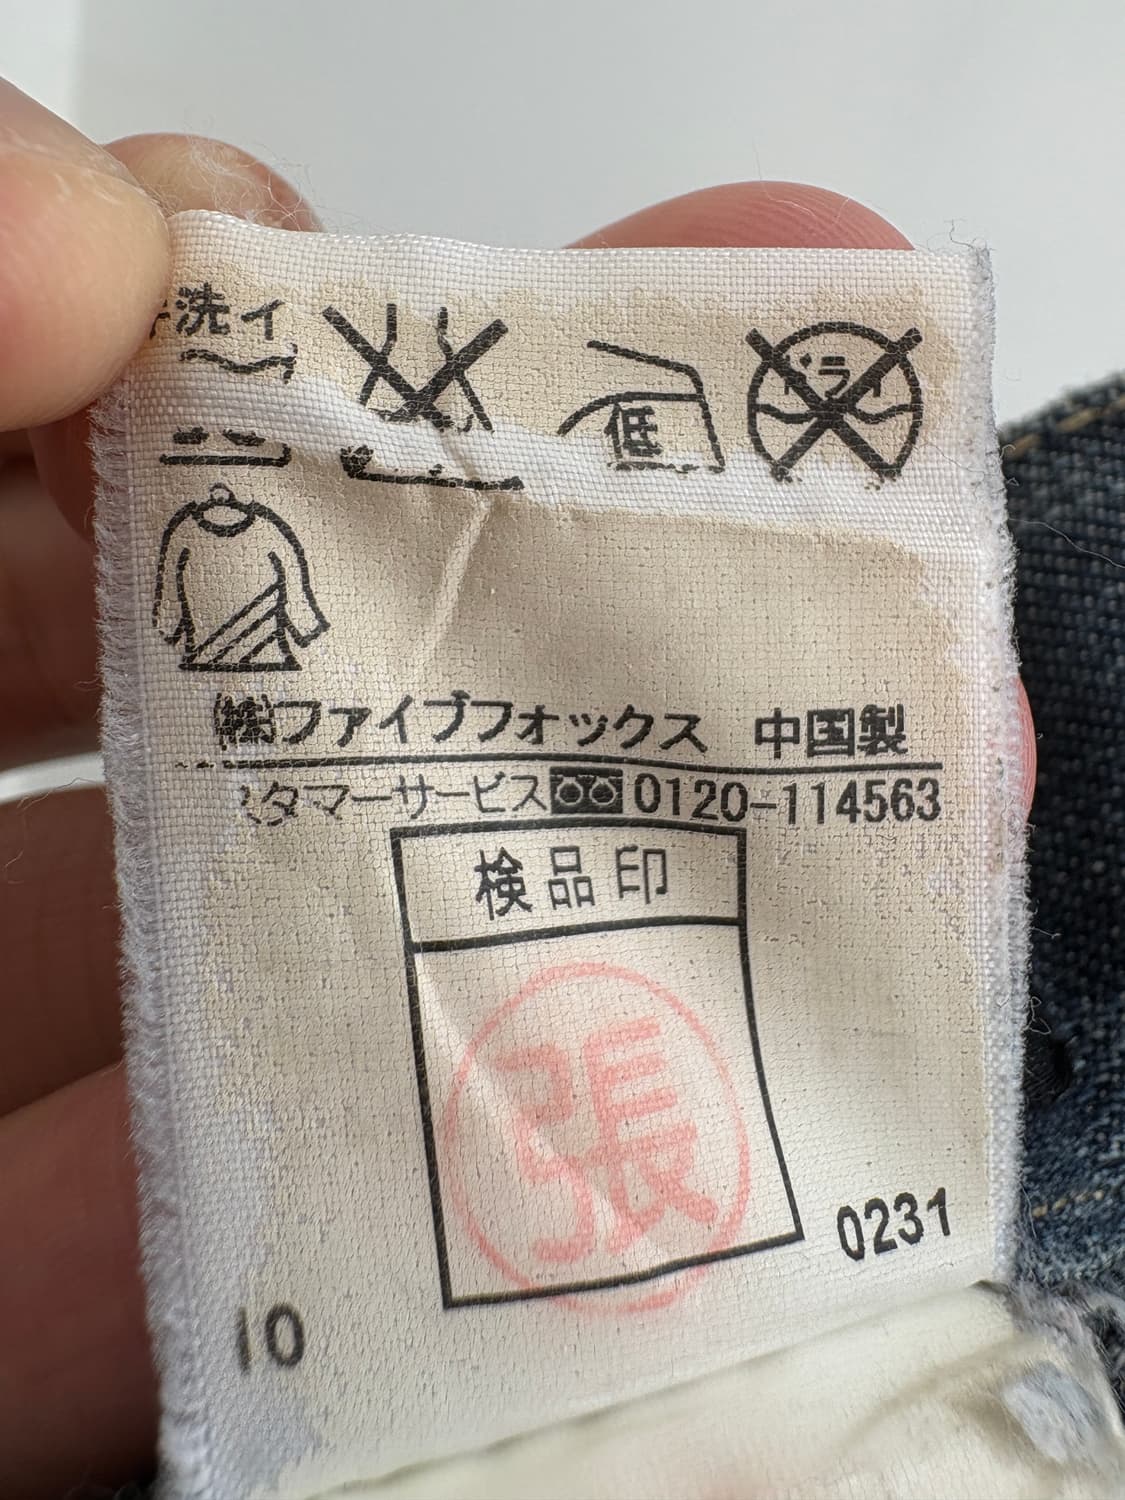 手洗イ
低
ドライ
㈱ファイブフォックス 中国製
カスタマーサービス 0120-114563
検品印
張
0231
10